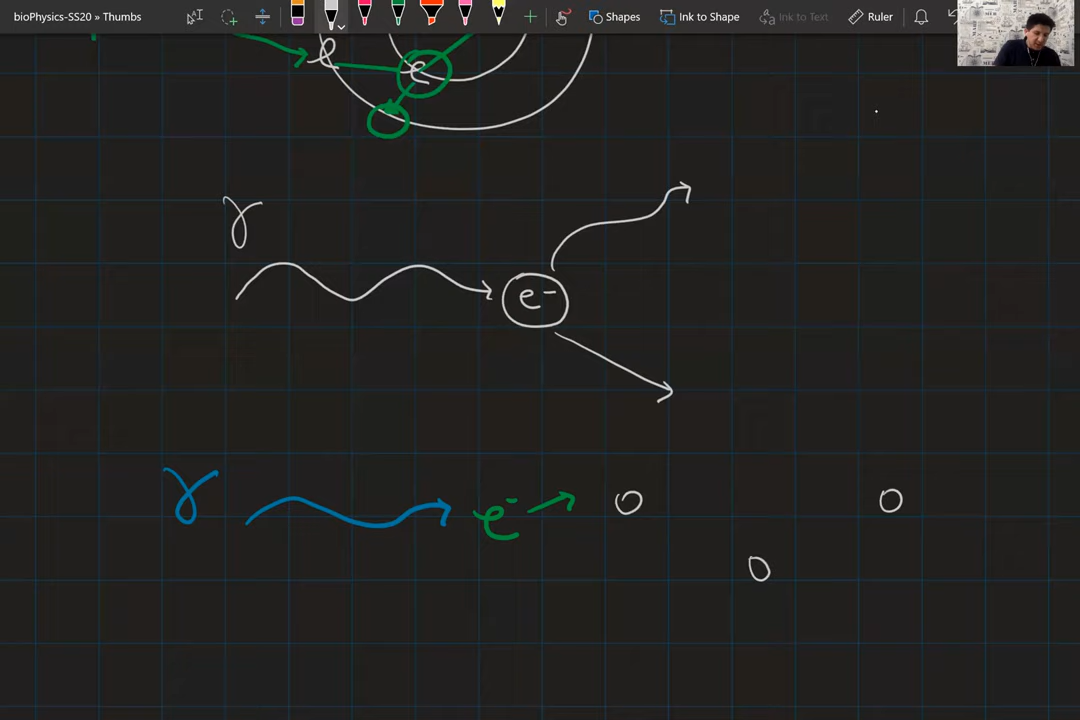 bioPhysics-SS20 » Thumbs
Shapes
Ink to Shape
Ink to Text
Ruler
e
e
γ
e⁻
γ
e⁻